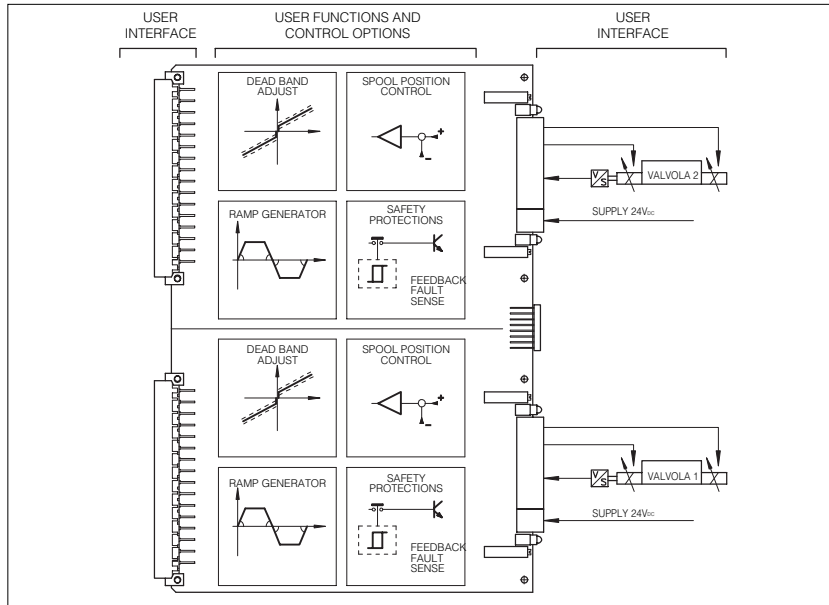 USER
INTERFACE
USER FUNCTIONS AND
CONTROL OPTIONS
USER
INTERFACE
DEAD BAND
ADJUST
SPOOL POSITION
CONTROL
+
–
V
S
VALVOLA 2
SUPPLY 24VDC
RAMP GENERATOR
SAFETY
PROTECTIONS
FEEDBACK
FAULT
SENSE
DEAD BAND
ADJUST
SPOOL POSITION
CONTROL
+
–
V
S
VALVOLA 1
SUPPLY 24VDC
RAMP GENERATOR
SAFETY
PROTECTIONS
FEEDBACK
FAULT
SENSE